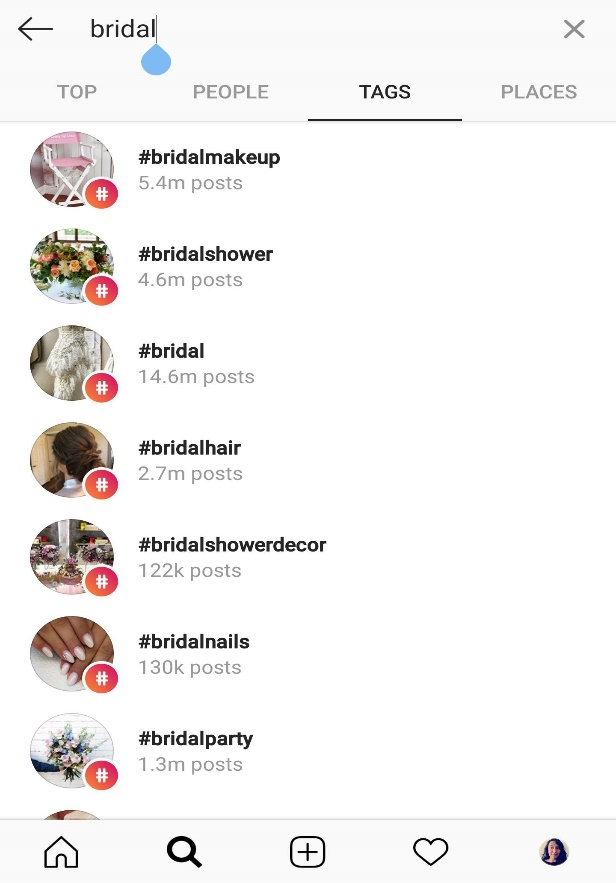 bridal
TOP PEOPLE TAGS PLACES
#bridalmakeup
5.4m posts
#bridalshower
4.6m posts
#bridal
14.6m posts
#bridalhair
2.7m posts
#bridalshowerdecor
122k posts
#bridalnails
130k posts
#bridalparty
1.3m posts